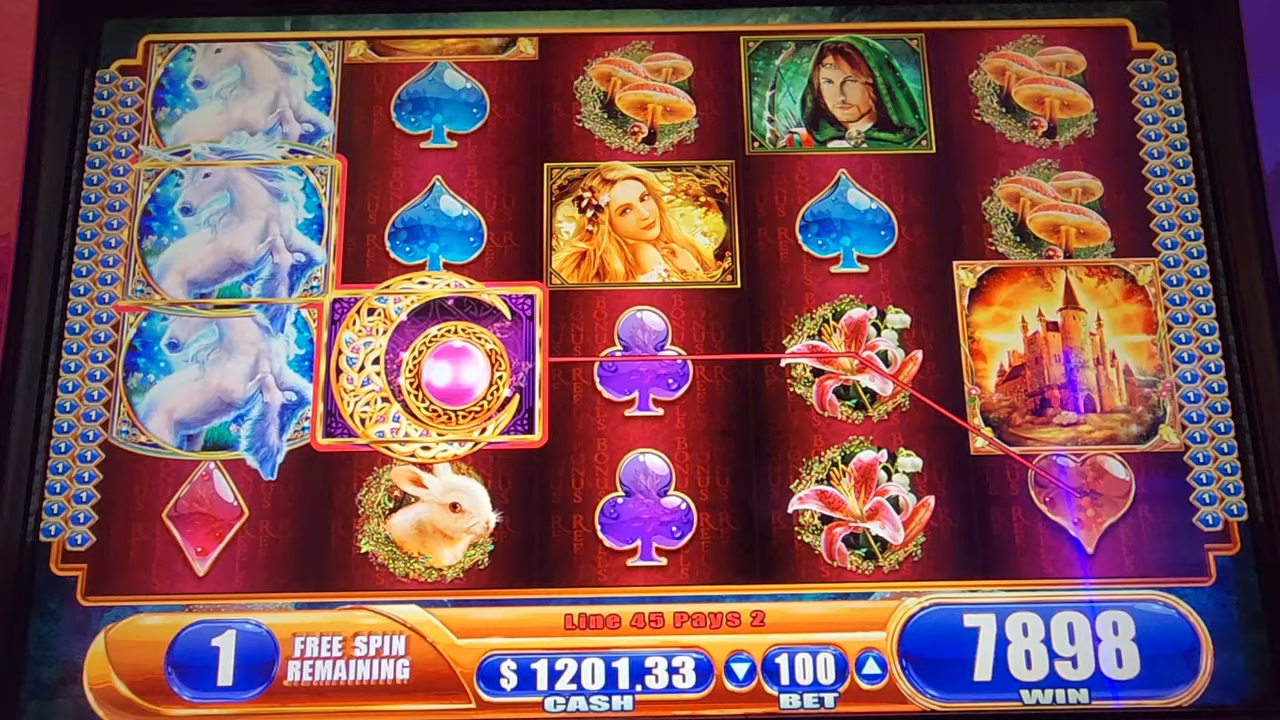 Line 45 Pays 2
1
FREE SPIN
REMAINING
$ 1201.33
CASH
100
BET
7898
WIN